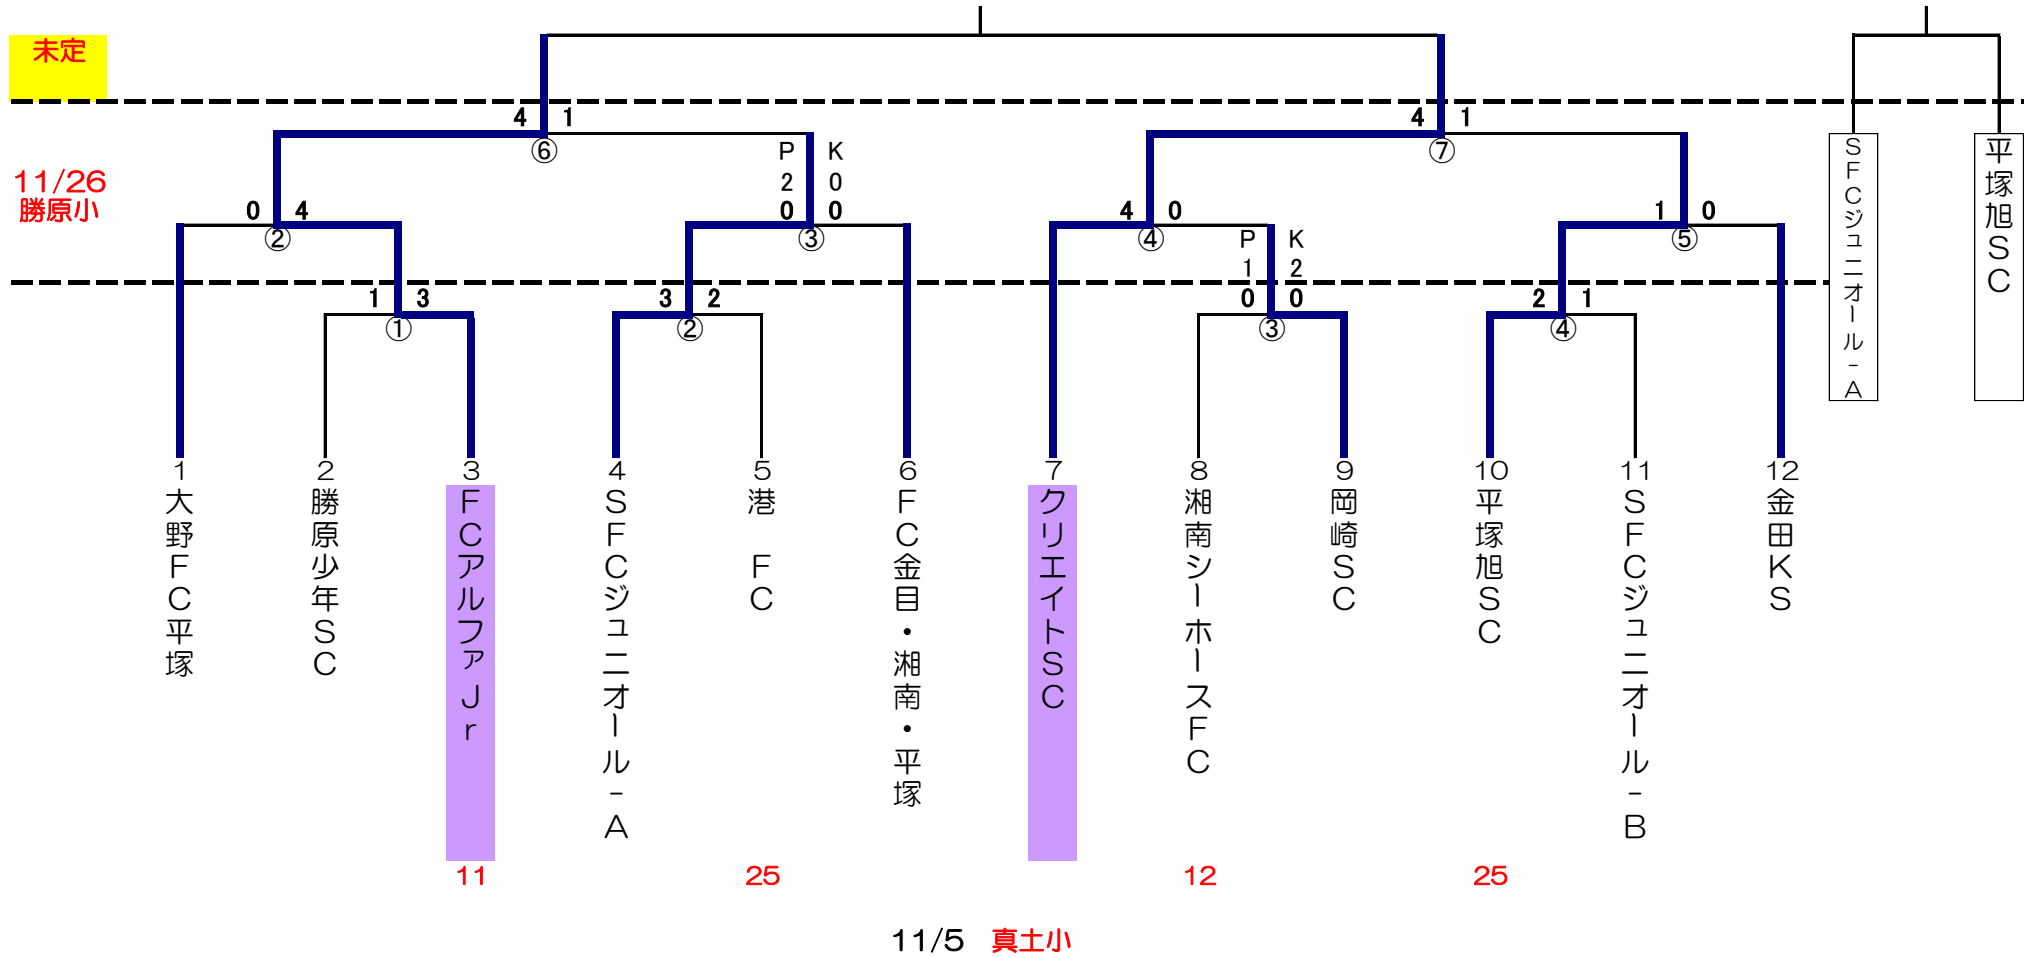 未定
4 1
4 1
⑥
⑦
P K
2 0
0 0
11/26
勝原小
0 4
4 0
1 0
②
③
④
⑤
P K
1 2
0 0
1 3
3 2
2 1
①
②
③
④
1
大野FC平塚
2
勝原少年SC
3
FCアルファJr
4
SFCジュニオール-A
5
港 FC
6
FC金目・湘南・平塚
7
クリエイトSC
8
湘南シーホースFC
9
岡崎SC
10
平塚旭SC
11
SFCジュニオール-B
12
金田KS
SFCジュニオール-A
平塚旭SC
11
25
12
25
11/5 真土小